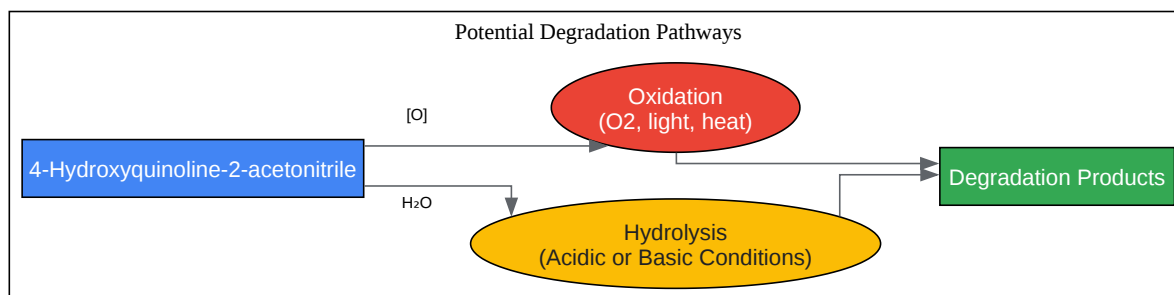 Potential Degradation Pathways
4-Hydroxyquinoline-2-acetonitrile
[O]
H₂O
Oxidation
(O2, light, heat)
Hydrolysis
(Acidic or Basic Conditions)
Degradation Products